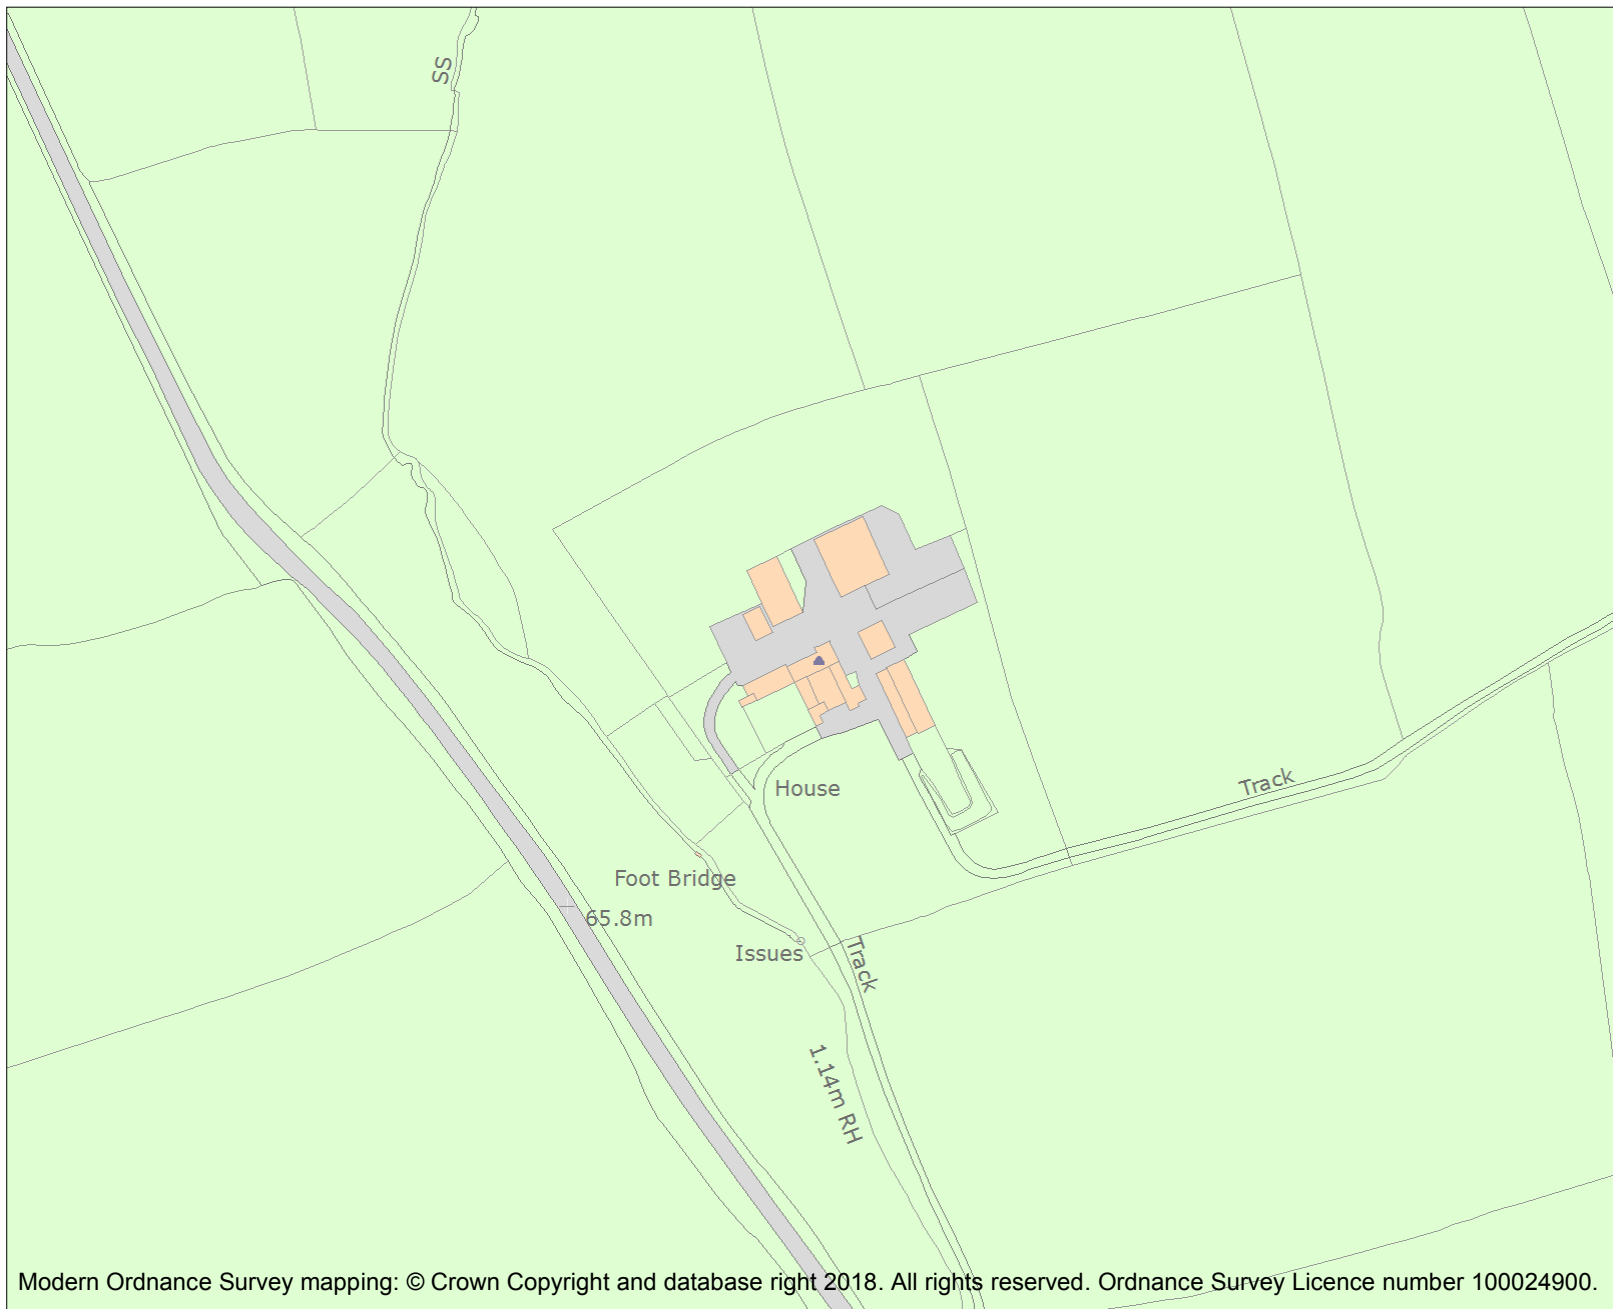 SS
Track
House
Foot Bridge
65.8m
Issues
Track
1.14m RH
Modern Ordnance Survey mapping: © Crown Copyright and database right 2018. All rights reserved. Ordnance Survey Licence number 100024900.